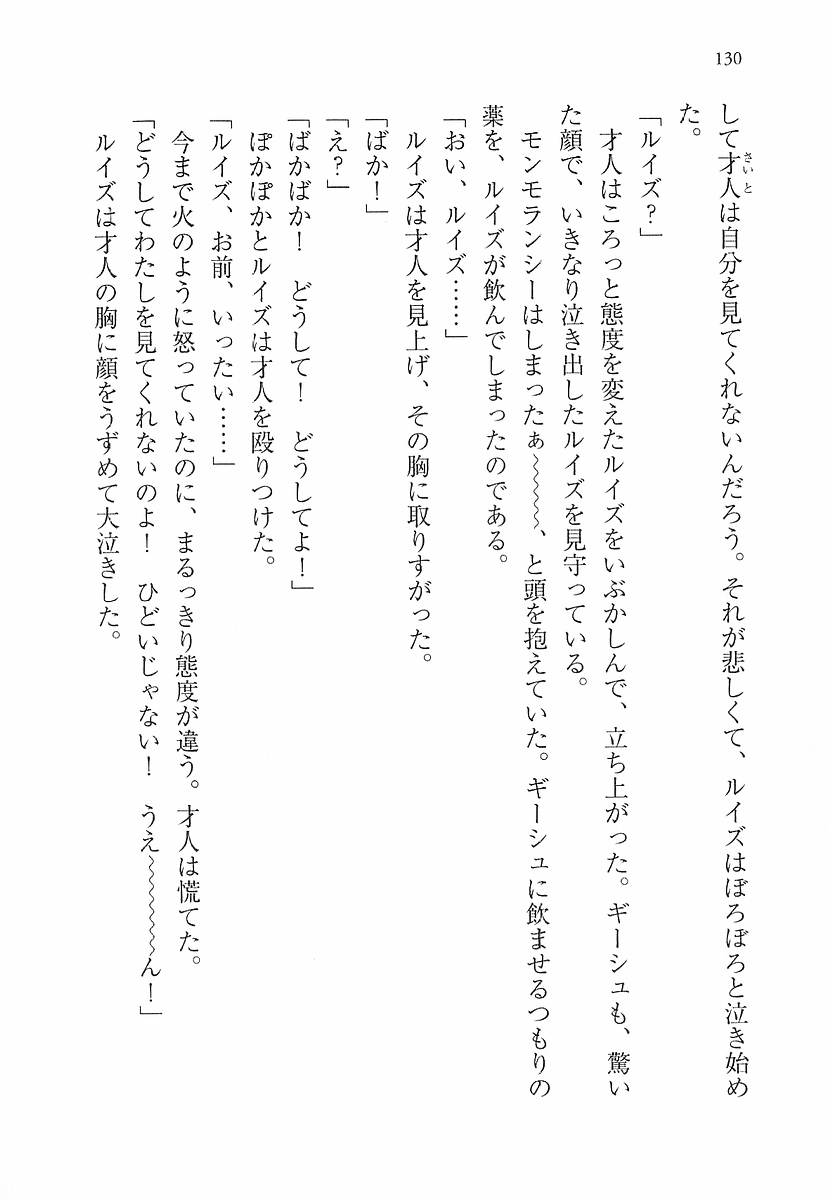 130
して才人は自分を見てくれないんだろう。それが悲しくて、ルイズはぼろぼろと泣き始め
さいと
た。
「ルイズ？」
才人はころっと態度を変えたルイズをいぶかしんで、立ち上がった。ギーシュも、驚い
た顔で、いきなり泣き出したルイズを見守っている。
モンモランシーはしまったぁ〜〜〜〜、と頭を抱えていた。ギーシュに飲ませるつもりの
薬を、ルイズが飲んでしまったのである。
「おい、ルイズ……」
ルイズは才人を見上げ、その胸に取りすがった。
「ばか！」
「え？」
「ばかばか！　どうして！　どうしてよ！」
ぽかぽかとルイズは才人を殴りつけた。
「ルイズ、お前、いったい……」
今まで火のように怒っていたのに、まるっきり態度が違う。才人は慌てた。
「どうしてわたしを見てくれないのよ！　ひどいじゃない！　うえ〜〜〜〜〜〜ん！」
ルイズは才人の胸に顔をうずめて大泣きした。